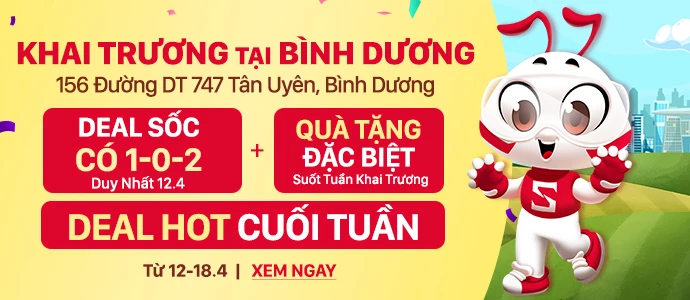 KHAI TRƯƠNG TẠI BÌNH DƯƠNG
156 Đường DT 747 Tân Uyên, Bình Dương
DEAL SỐC
CÓ 1-0-2
Duy Nhất 12.4
+
QUÀ TẶNG
ĐẶC BIỆT
Suốt Tuần Khai Trương
DEAL HOT CUỐI TUẦN
Từ 12-18.4 | XEM NGAY
S